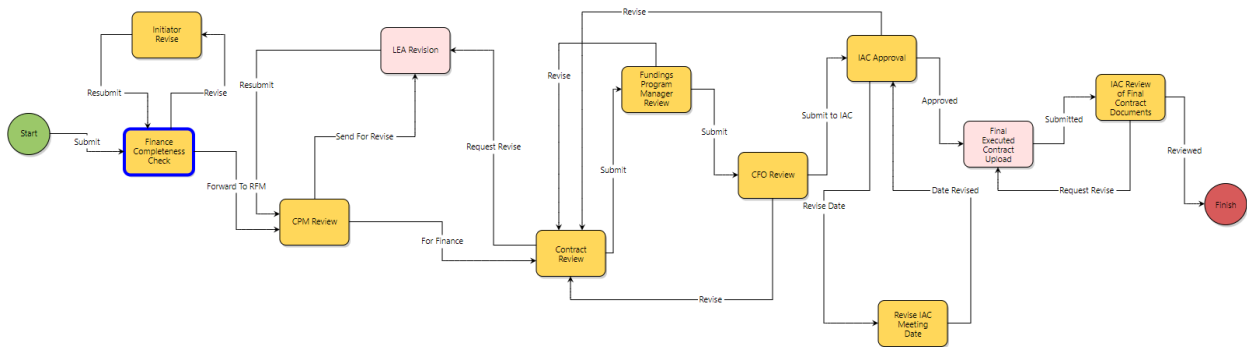 Initiator
Revise
LEA Revision
Resubmit
Revise
Resubmit
Start
Submit
Finance
Completeness
Check
Send For Revise
Forward To RFM
CPM Review
For Finance
Request Revise
Contract
Review
Revise
Revise
Fundings
Program
Manager
Review
Submit
Submit
CFO Review
Revise
Submit to IAC
IAC Approval
Revise Date
Revise IAC
Meeting
Date
Date Revised
Approved
Final
Executed
Contract
Upload
Submitted
Request Revise
IAC Review
of Final
Contract
Documents
Reviewed
Finish